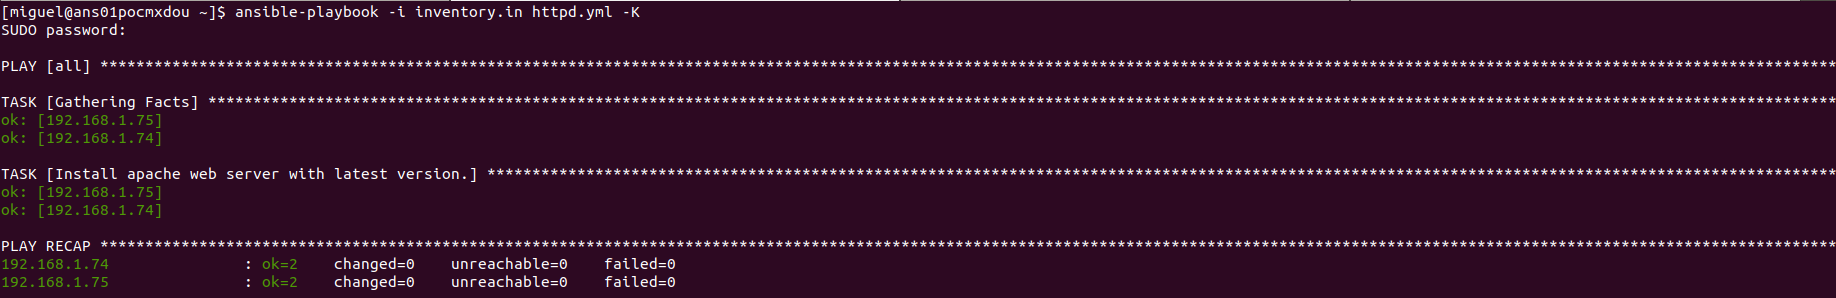 [miguel@ans01pocmxdou ~]$ ansible-playbook -i inventory.in httpd.yml -K
SUDO password:
PLAY [all] *************************************************************************************************************************************************************************************************
TASK [Gathering Facts] *************************************************************************************************************************************************************************************
ok: [192.168.1.75]
ok: [192.168.1.74]
TASK [Install apache web server with latest version.] ******************************************************************************************************************************************************
ok: [192.168.1.75]
ok: [192.168.1.74]
PLAY RECAP *************************************************************************************************************************************************************************************************
192.168.1.74               : ok=2    changed=0    unreachable=0    failed=0
192.168.1.75               : ok=2    changed=0    unreachable=0    failed=0